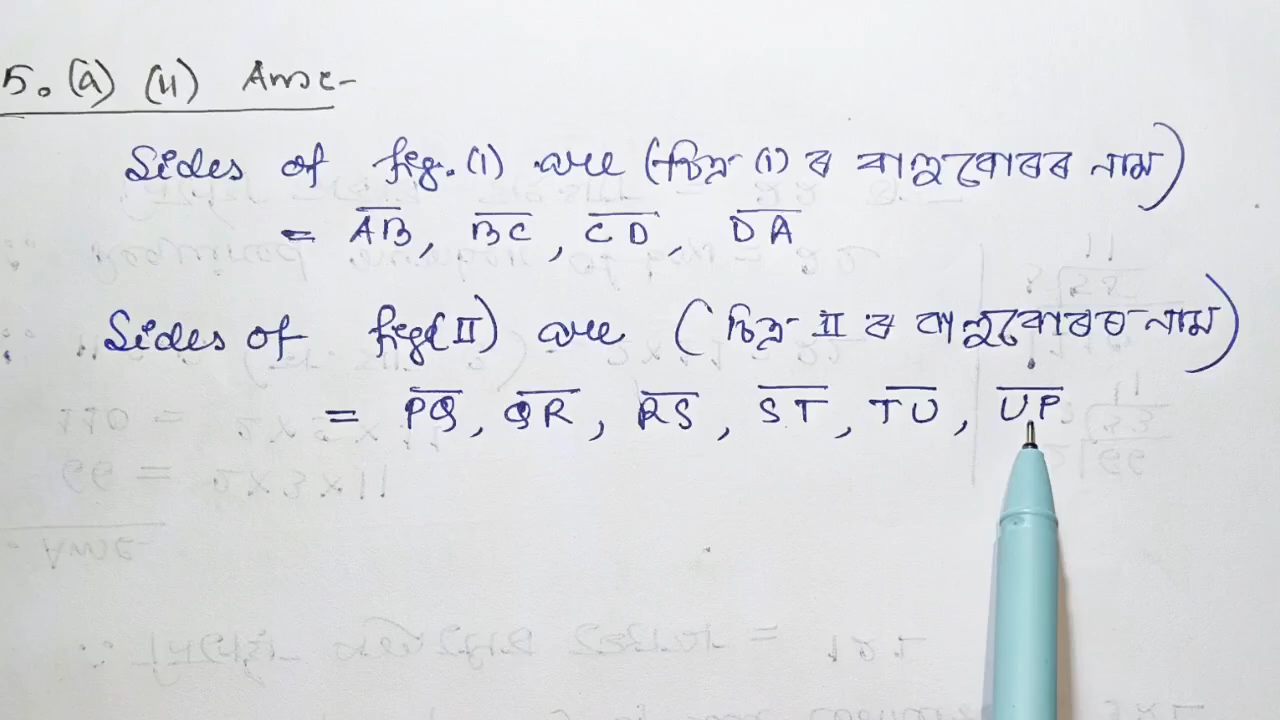 5. (a) (ii) Ans:-
Sides of fig. (i) are (চিত্ৰ (i) ৰ বাহুবোৰৰ নাম)
= AB, BC, CD, DA
Sides of fig (II) are (চিত্ৰ II ৰ বাহুবোৰৰ নাম)
= PQ, QR, RS, ST, TU, UP